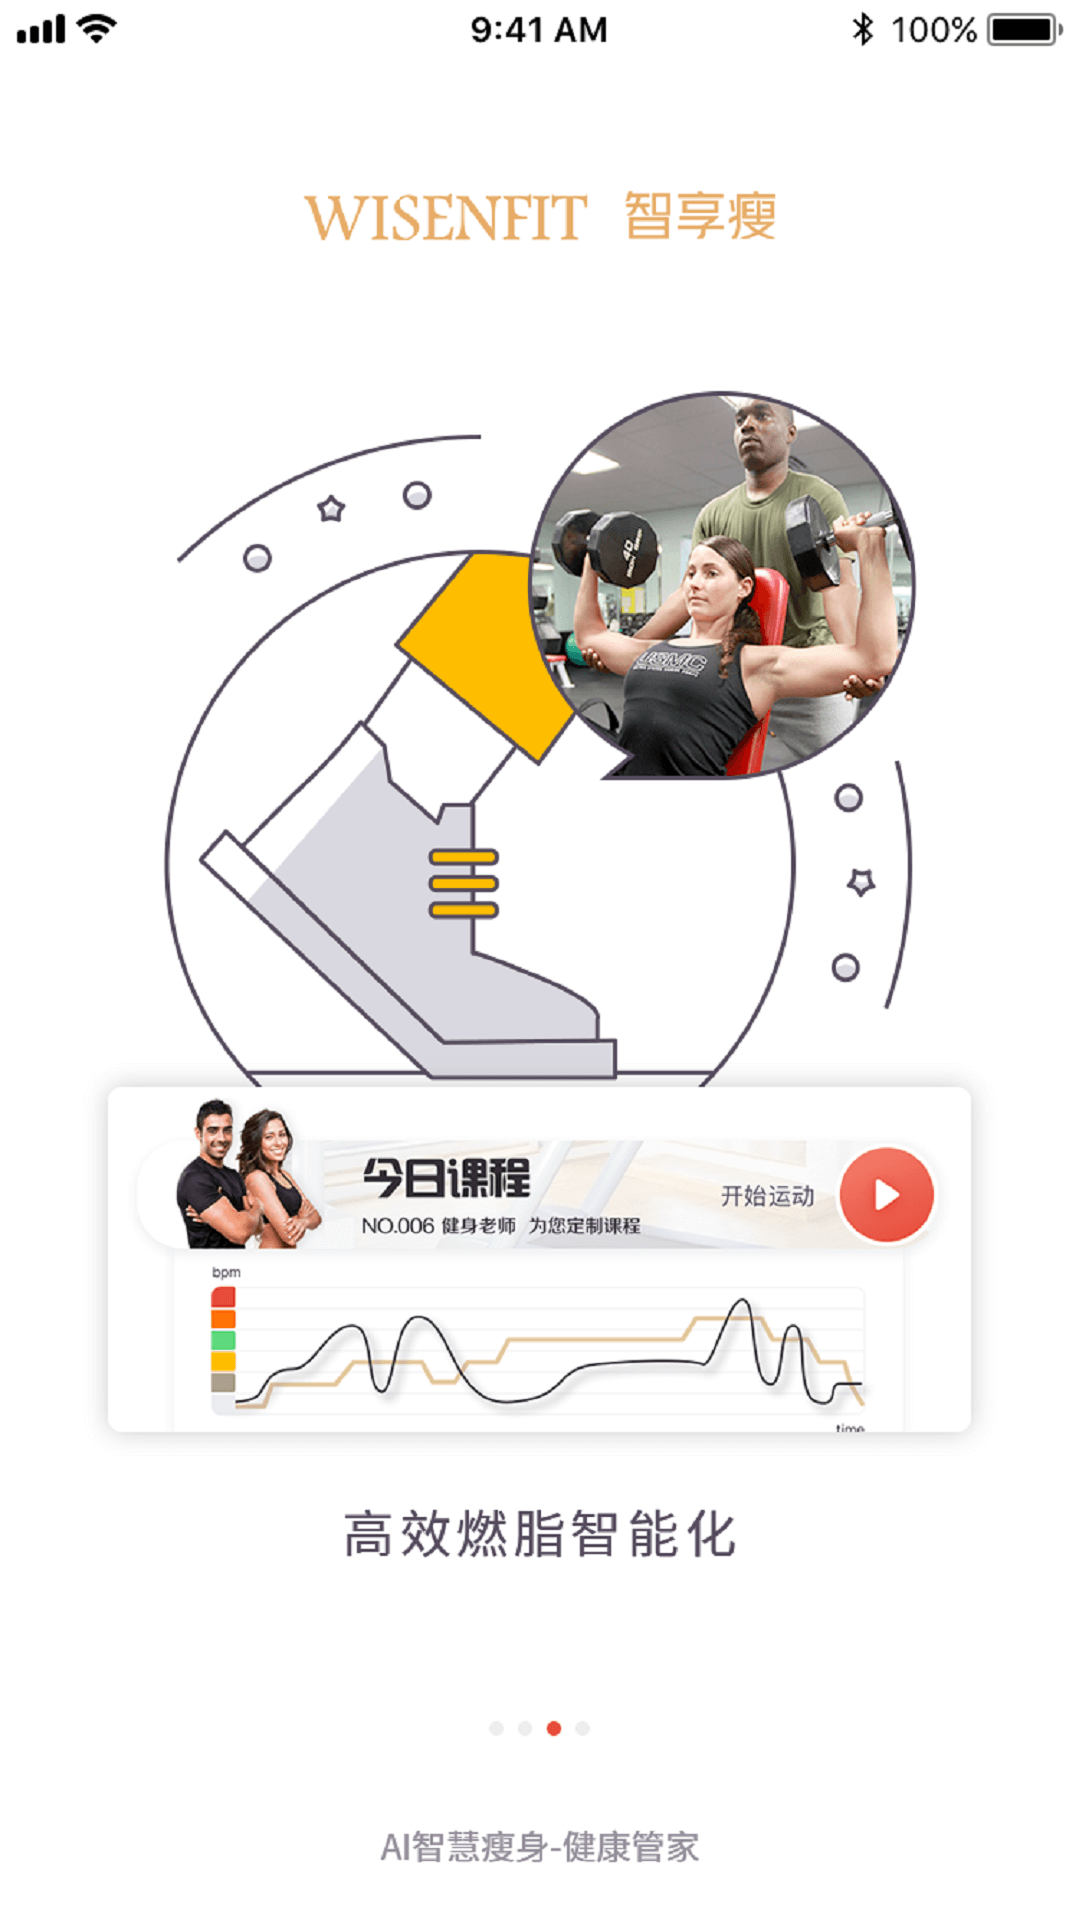 9:41 AM
100%
WISENFIT 智享瘦
40
USMC
今日课程
NO.006 健身老师 为您定制课程
开始运动
bpm
time
高效燃脂智能化
AI智慧瘦身-健康管家